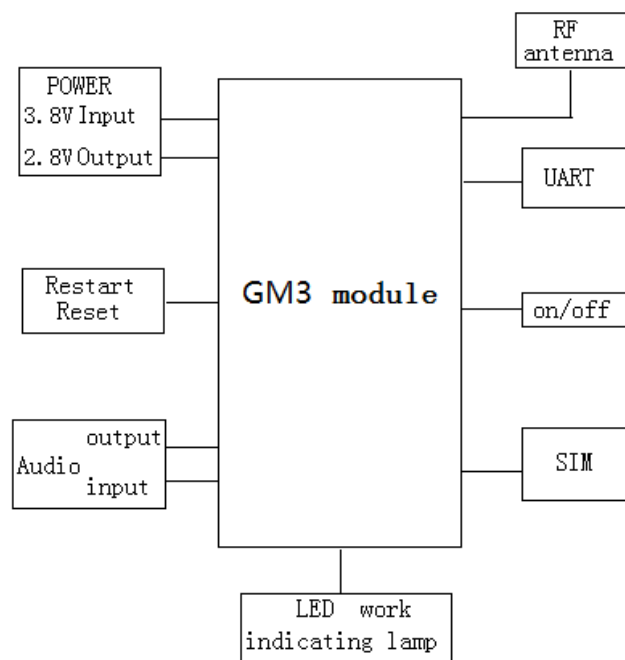 RF
antenna
POWER
3.8V Input
2.8V Output
UART
Restart
Reset
GM3 module
on/off
output
Audio
input
SIM
LED work
indicating lamp